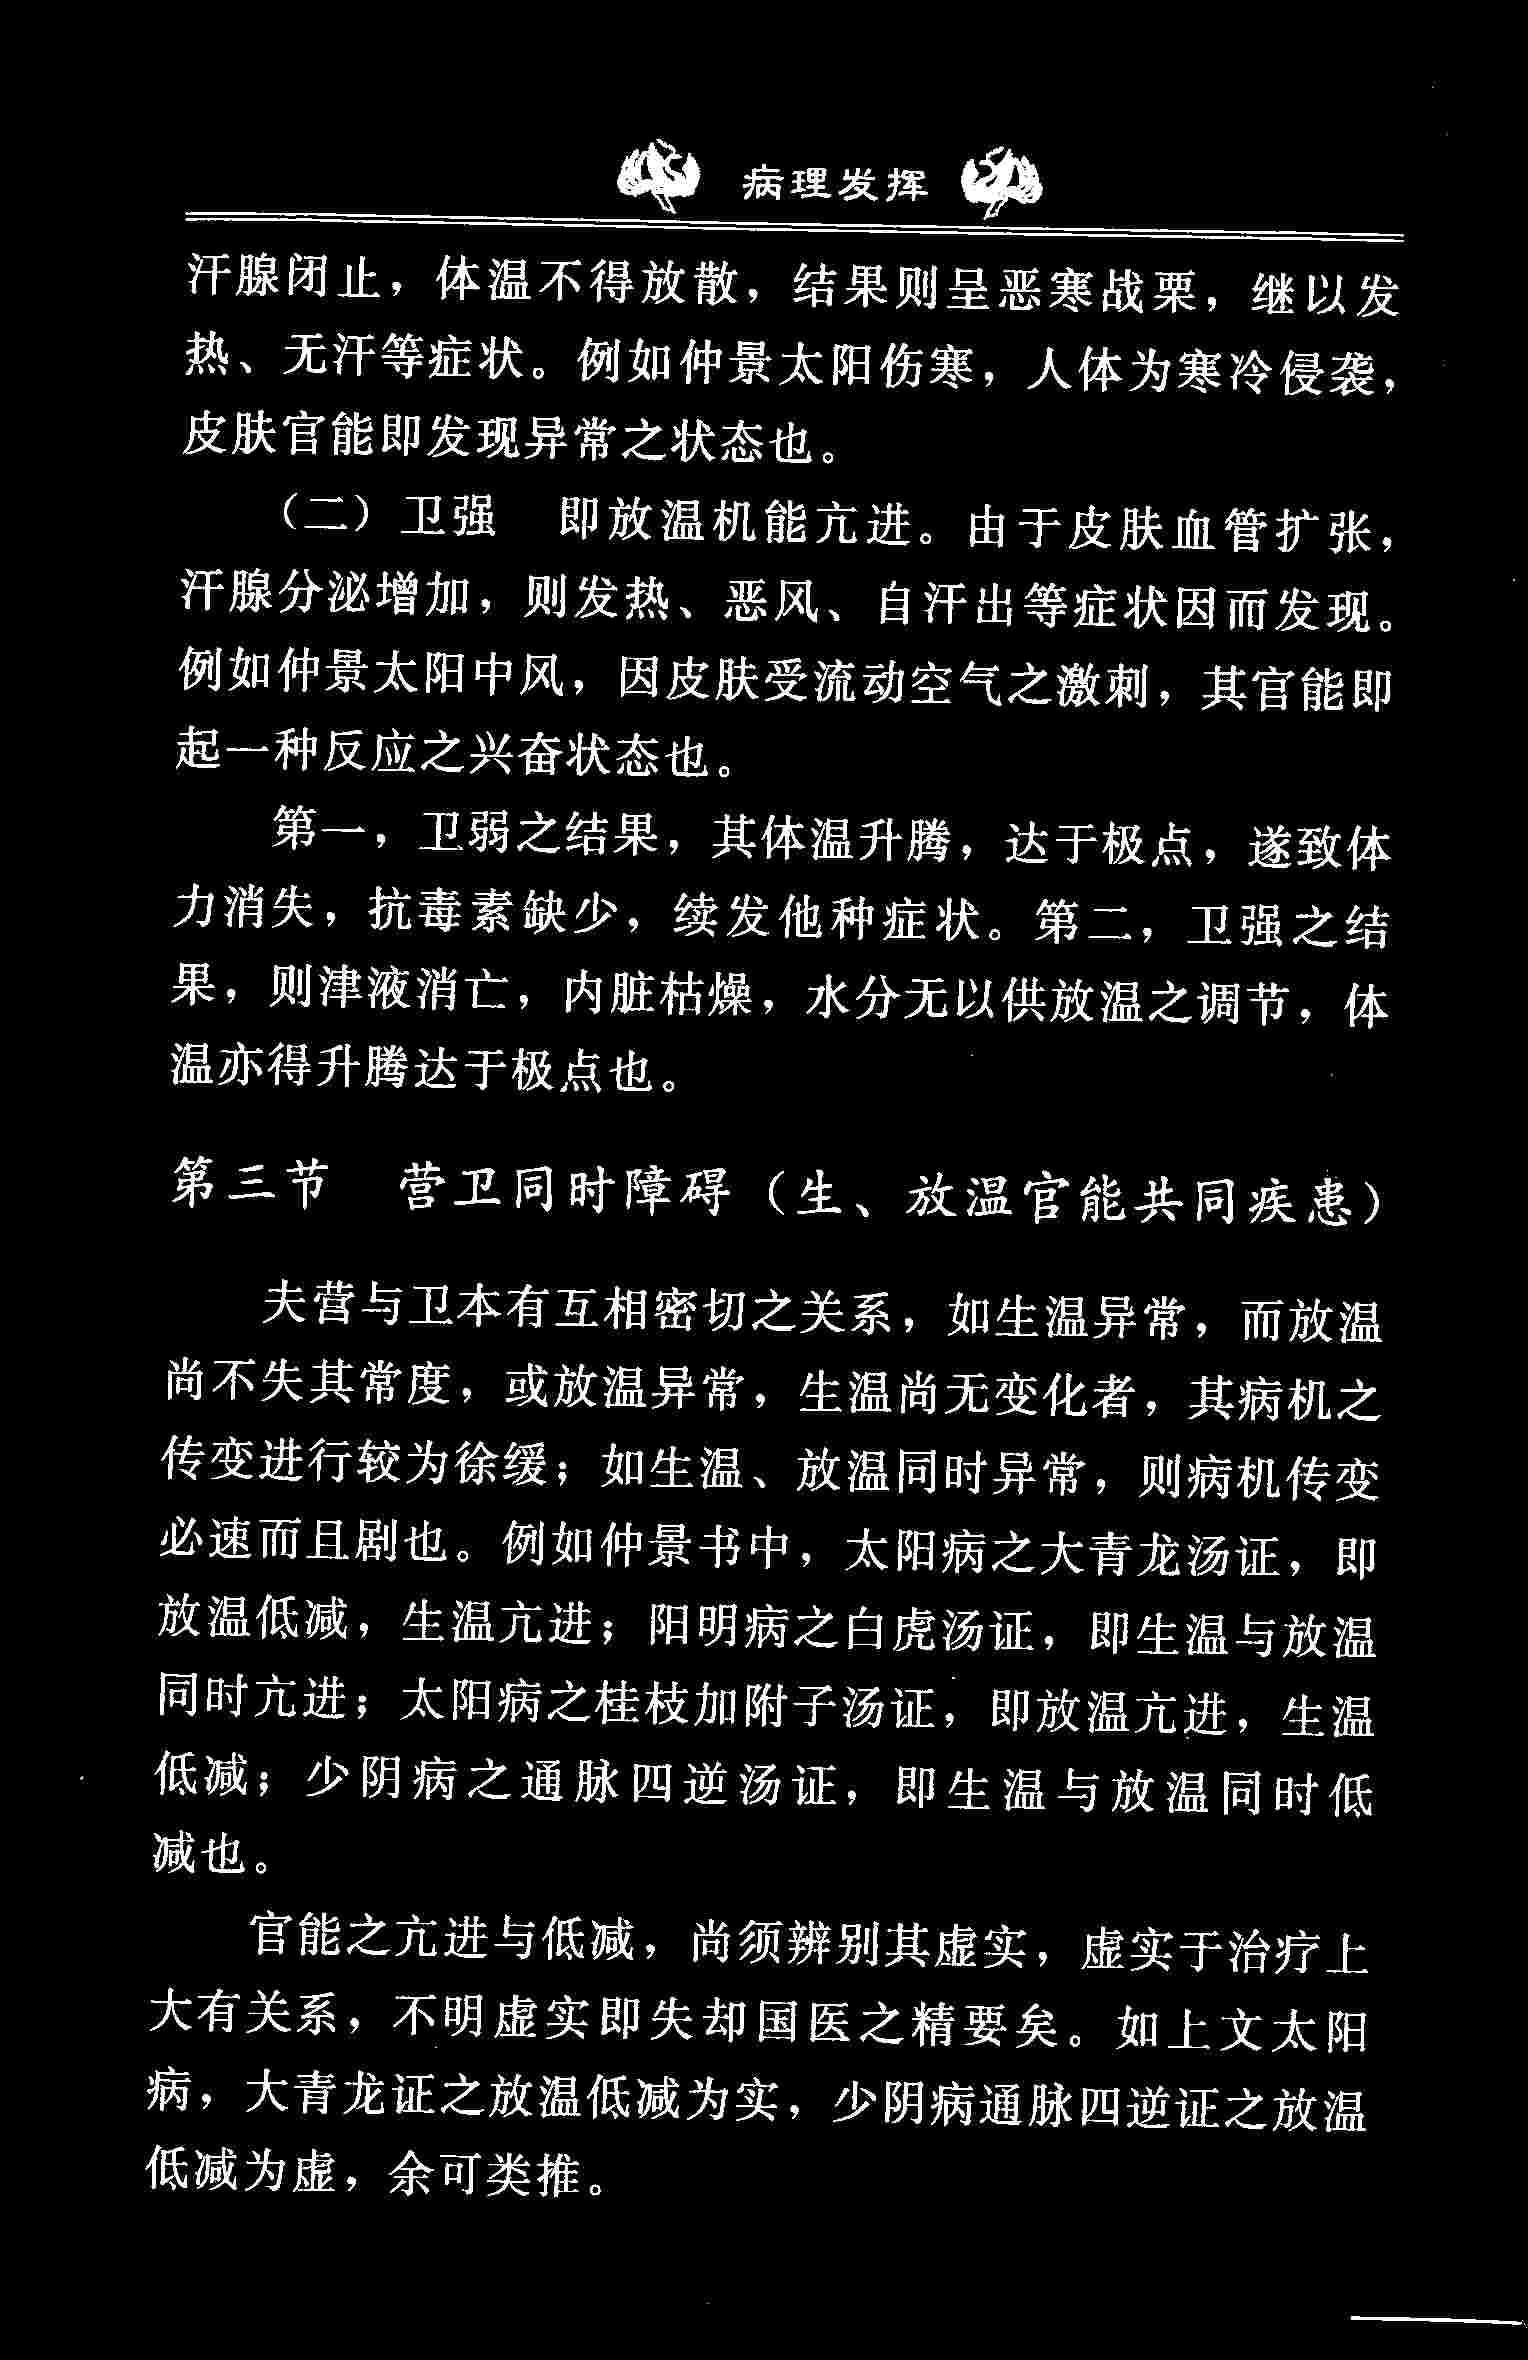 病理发挥
汗腺闭止，体温不得放散，结果则呈恶寒战栗，继以发
热、无汗等症状。例如仲景太阳伤寒，人体为寒冷侵袭，
皮肤官能即发现异常之状态也。
（二）卫强　即放温机能亢进。由于皮肤血管扩张，
汗腺分泌增加，则发热、恶风、自汗出等症状因而发现。
例如仲景太阳中风，因皮肤受流动空气之激刺，其官能即
起一种反应之兴奋状态也。
第一，卫弱之结果，其体温升腾，达于极点，遂致体
力消失，抗毒素缺少，续发他种症状。第二，卫强之结
果，则津液消亡，内脏枯燥，水分无以供放温之调节，体
温亦得升腾达于极点也。
第三节　营卫同时障碍（生、放温官能共同疾患）
夫营与卫本有互相密切之关系，如生温异常，而放温
尚不失其常度，或放温异常，生温尚无变化者，其病机之
传变进行较为徐缓；如生温、放温同时异常，则病机传变
必速而且剧也。例如仲景书中，太阳病之大青龙汤证，即
放温低减，生温亢进；阳明病之白虎汤证，即生温与放温
同时亢进；太阳病之桂枝加附子汤证，即放温亢进，生温
低减；少阴病之通脉四逆汤证，即生温与放温同时低
减也。
官能之亢进与低减，尚须辨别其虚实，虚实于治疗上
大有关系，不明虚实即失却国医之精要矣。如上文太阳
病，大青龙证之放温低减为实，少阴病通脉四逆证之放温
低减为虚，余可类推。